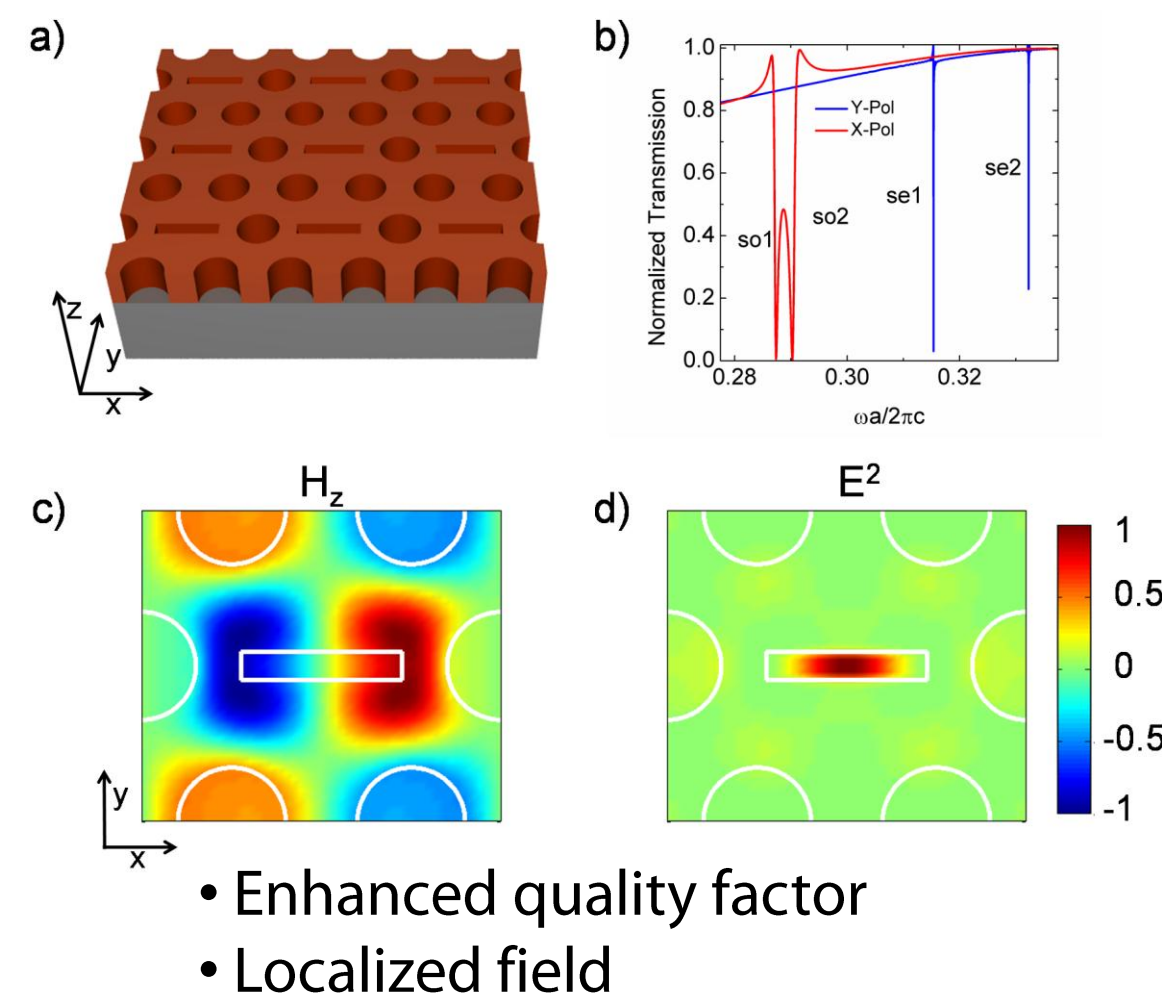 a)
z
y
x
b)
Normalized Transmission
1.0
0.8
0.6
0.4
0.2
0.0
Y-Pol
X-Pol
so1
so2
se1
se2
0.28
0.30
0.32
ωa/2πc
c)
Hz
y
x
d)
E²
1
0.5
0
-0.5
-1
• Enhanced quality factor
• Localized field